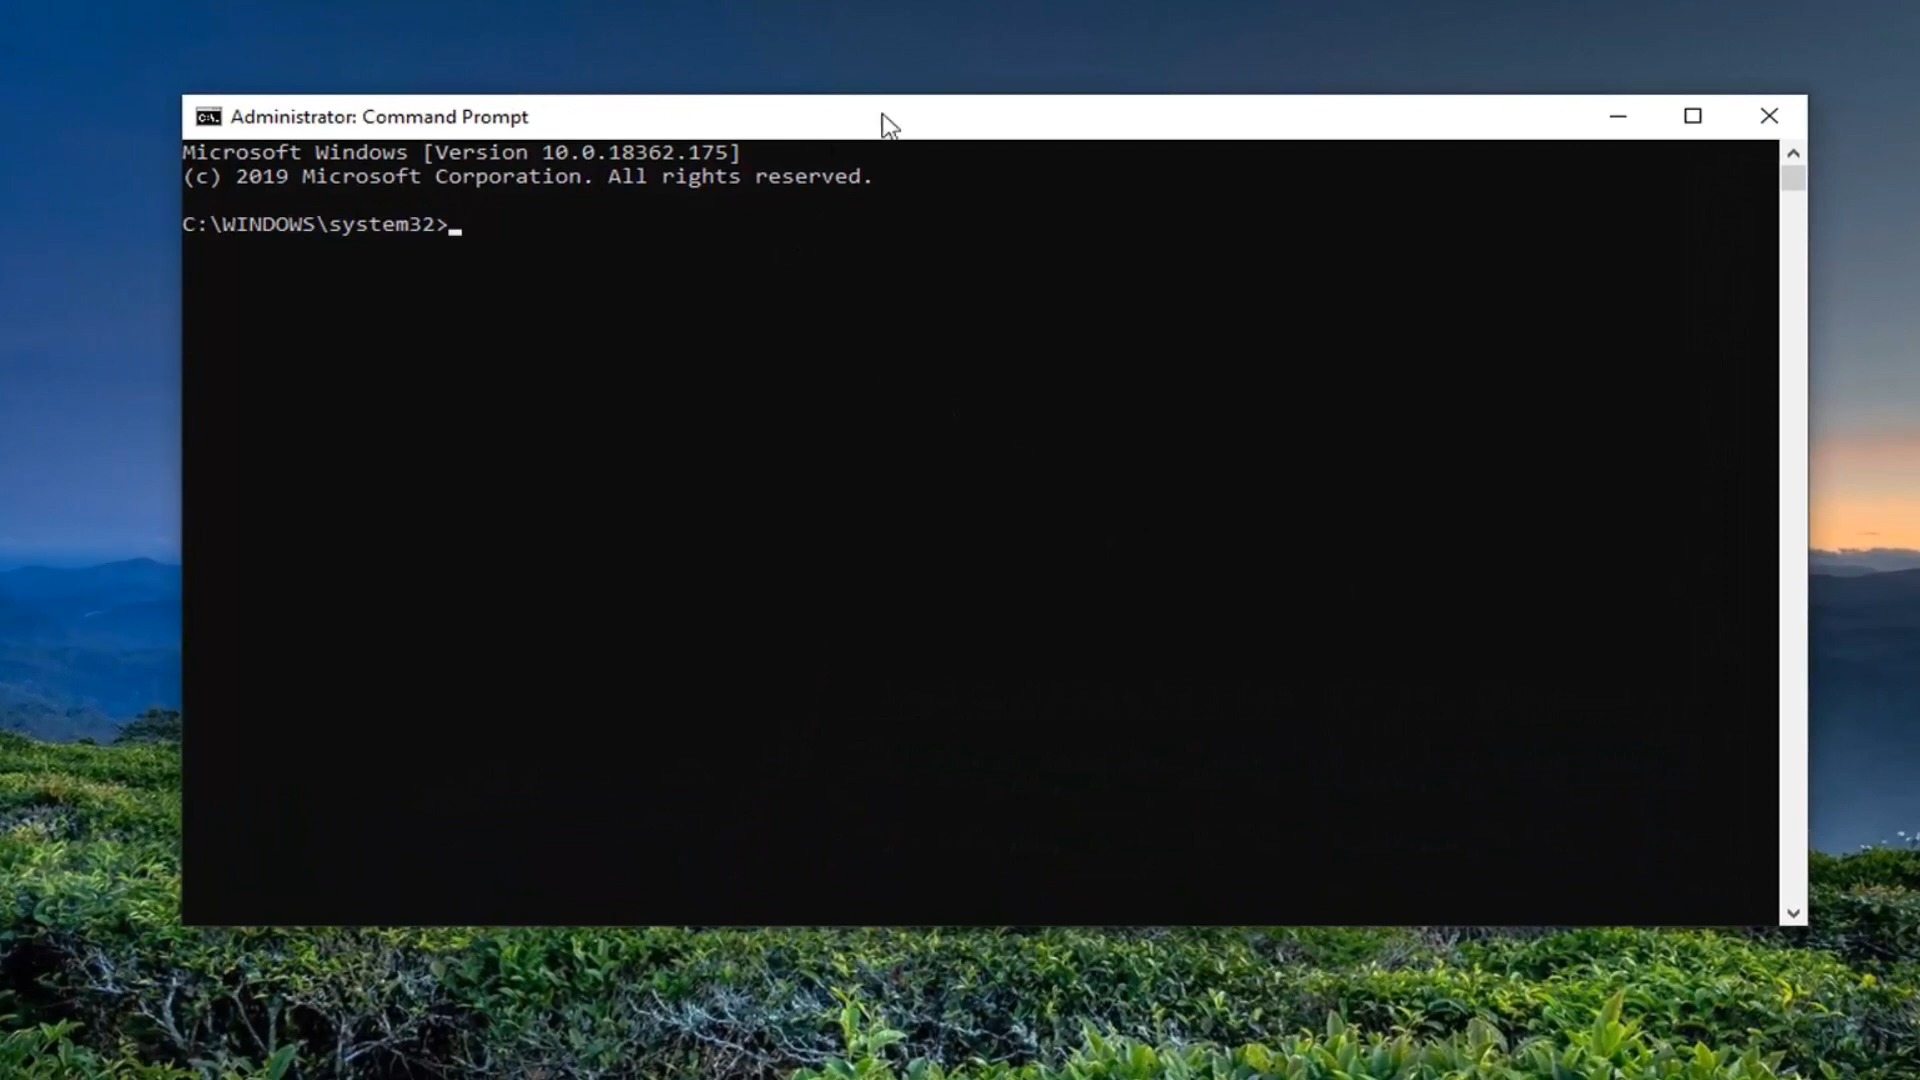 Administrator: Command Prompt
Microsoft Windows [Version 10.0.18362.175]
(c) 2019 Microsoft Corporation. All rights reserved.
C:\WINDOWS\system32>